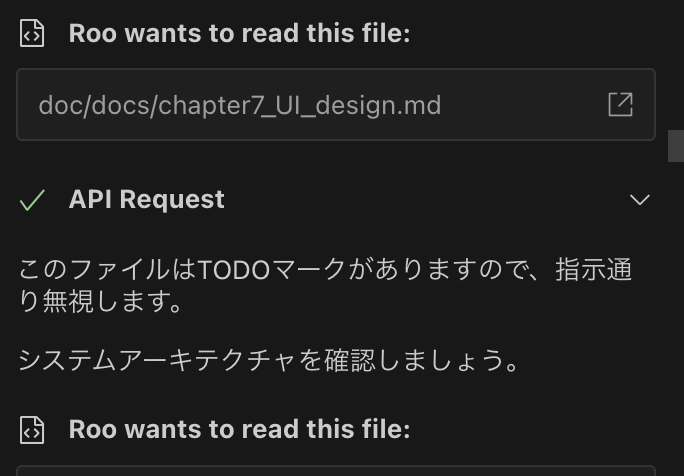 Roo wants to read this file:
doc/docs/chapter7_UI_design.md
API Request
このファイルはTODOマークがありますので、指示通
り無視します。
システムアーキテクチャを確認しましょう。
Roo wants to read this file: